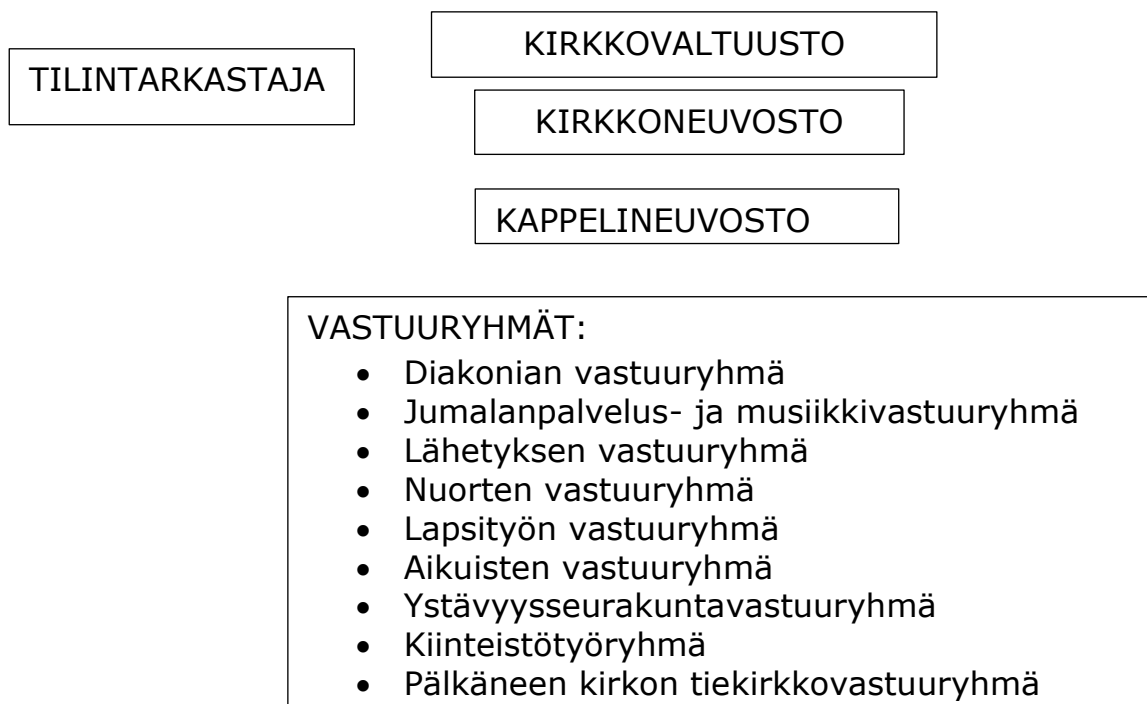 KIRKKOVALTUUSTO
TILINTARKASTAJA
KIRKKONEUVOSTO
KAPPELINEUVOSTO
VASTUURYHMÄT:
• Diakonian vastuuryhmä
• Jumalanpalvelus- ja musiikkivastuuryhmä
• Lähetyksen vastuuryhmä
• Nuorten vastuuryhmä
• Lapsityön vastuuryhmä
• Aikuisten vastuuryhmä
• Ystävyysseurakuntavastuuryhmä
• Kiinteistötyöryhmä
• Pälkäneen kirkon tiekirkkovastuuryhmä